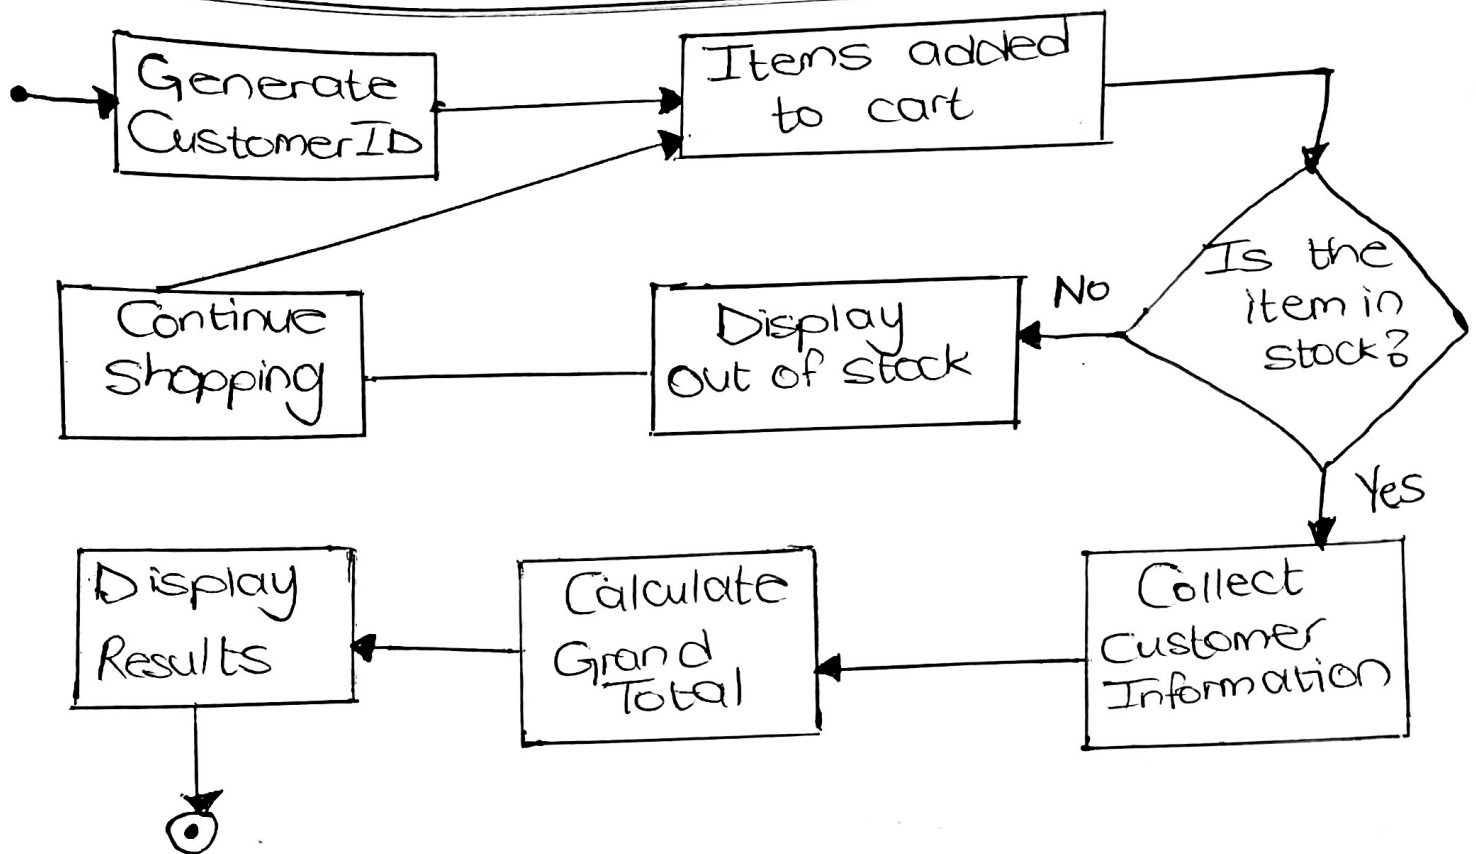 Generate
CustomerID
Items added
to cart
Is the
item in
stock?
No
Display
out of stock
Continue
shopping
Yes
Collect
Customer
Information
Calculate
Grand
Total
Display
Results